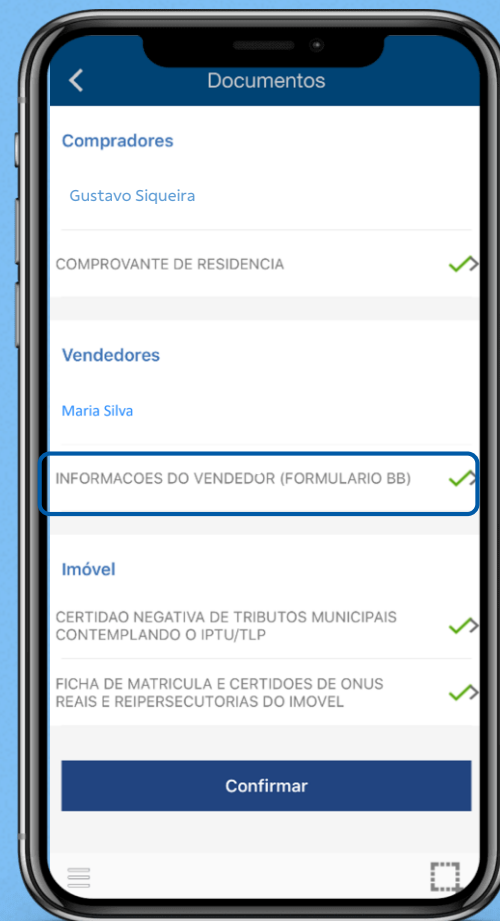 Documentos
Compradores
Gustavo Siqueira
COMPROVANTE DE RESIDENCIA
Vendedores
Maria Silva
INFORMACOES DO VENDEDOR (FORMULARIO BB)
Imóvel
CERTIDAO NEGATIVA DE TRIBUTOS MUNICIPAIS
CONTEMPLANDO O IPTU/TLP
FICHA DE MATRICULA E CERTIDOES DE ONUS
REAIS E REIPERSECUTORIAS DO IMOVEL
Confirmar